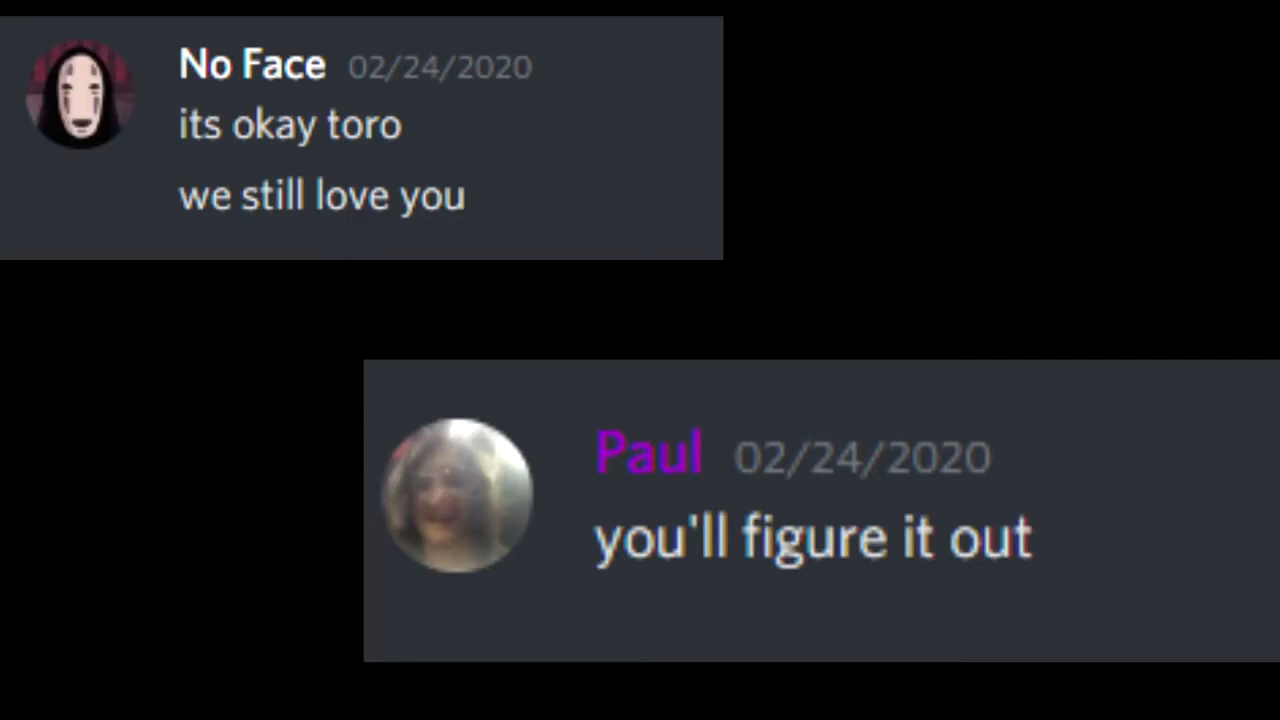 No Face 02/24/2020
its okay toro
we still love you
Paul 02/24/2020
you'll figure it out